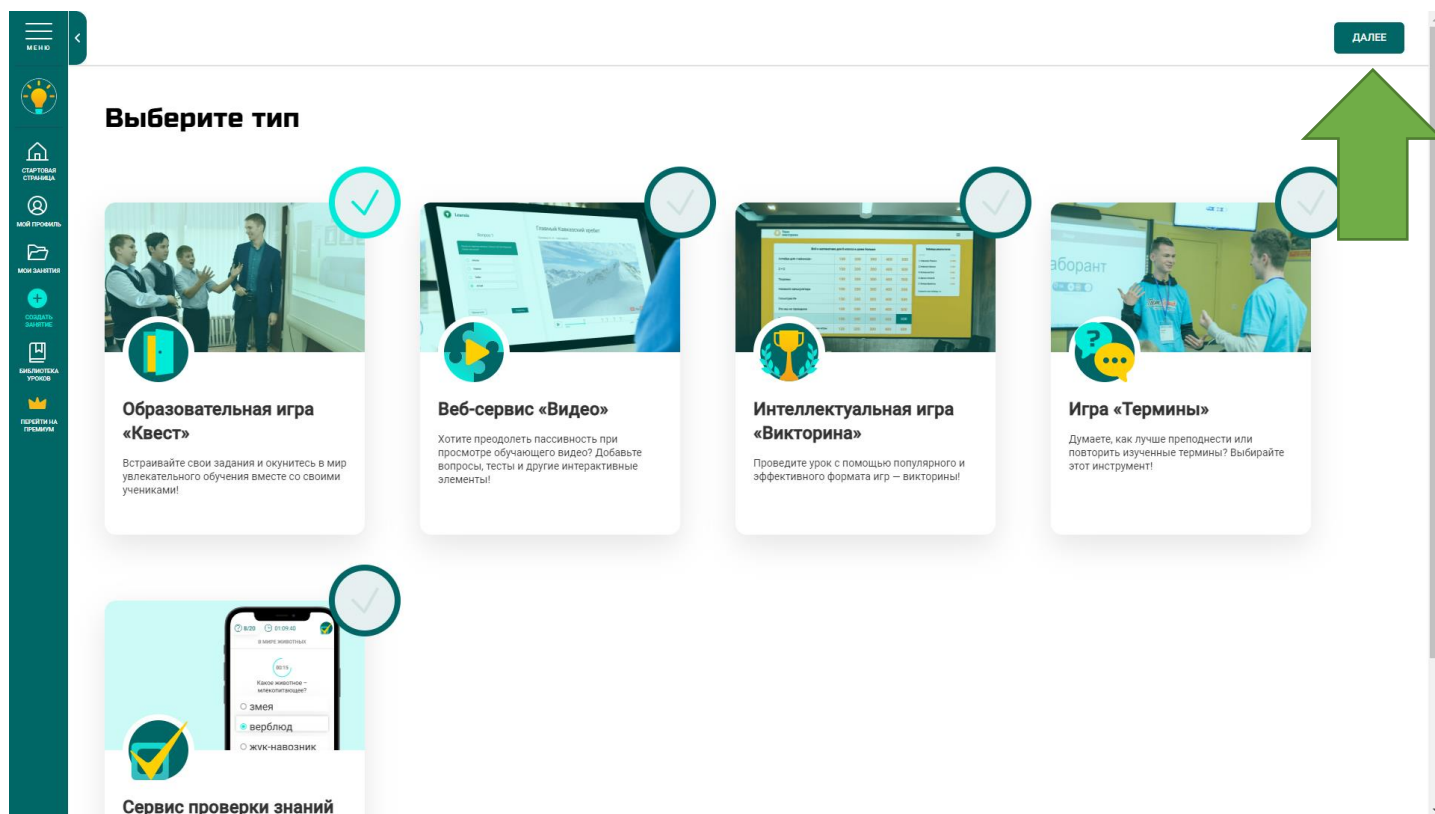 МЕНЮ
ДАЛЕЕ
Выберите тип
СТАРТОВАЯ
СТРАНИЦА
МОЙ ПРОФИЛЬ
МОИ ЗАНЯТИЯ
СОЗДАТЬ
ЗАНЯТИЕ
БИБЛИОТЕКА
УРОКОВ
ПЕРЕЙТИ НА
ПРЕМИУМ
Образовательная игра
«Квест»
Встраивайте свои задания и окунитесь в мир
увлекательного обучения вместе со своими
учениками!
Главный Кавказский хребет
Веб-сервис «Видео»
Хотите преодолеть пассивность при
просмотре обучающего видео? Добавьте
вопросы, тесты и другие интерактивные
элементы!
Интеллектуальная игра
«Викторина»
Проведите урок с помощью популярного и
эффективного формата игр — викторины!
аборант
Игра «Термины»
Думаете, как лучше преподнести или
повторить изученные термины? Выбирайте
этот инструмент!
8/20 01:09:40
В МИРЕ ЖИВОТНЫХ
Какое животное –
млекопитающее?
змея
верблюд
жук-навозник
Сервис проверки знаний